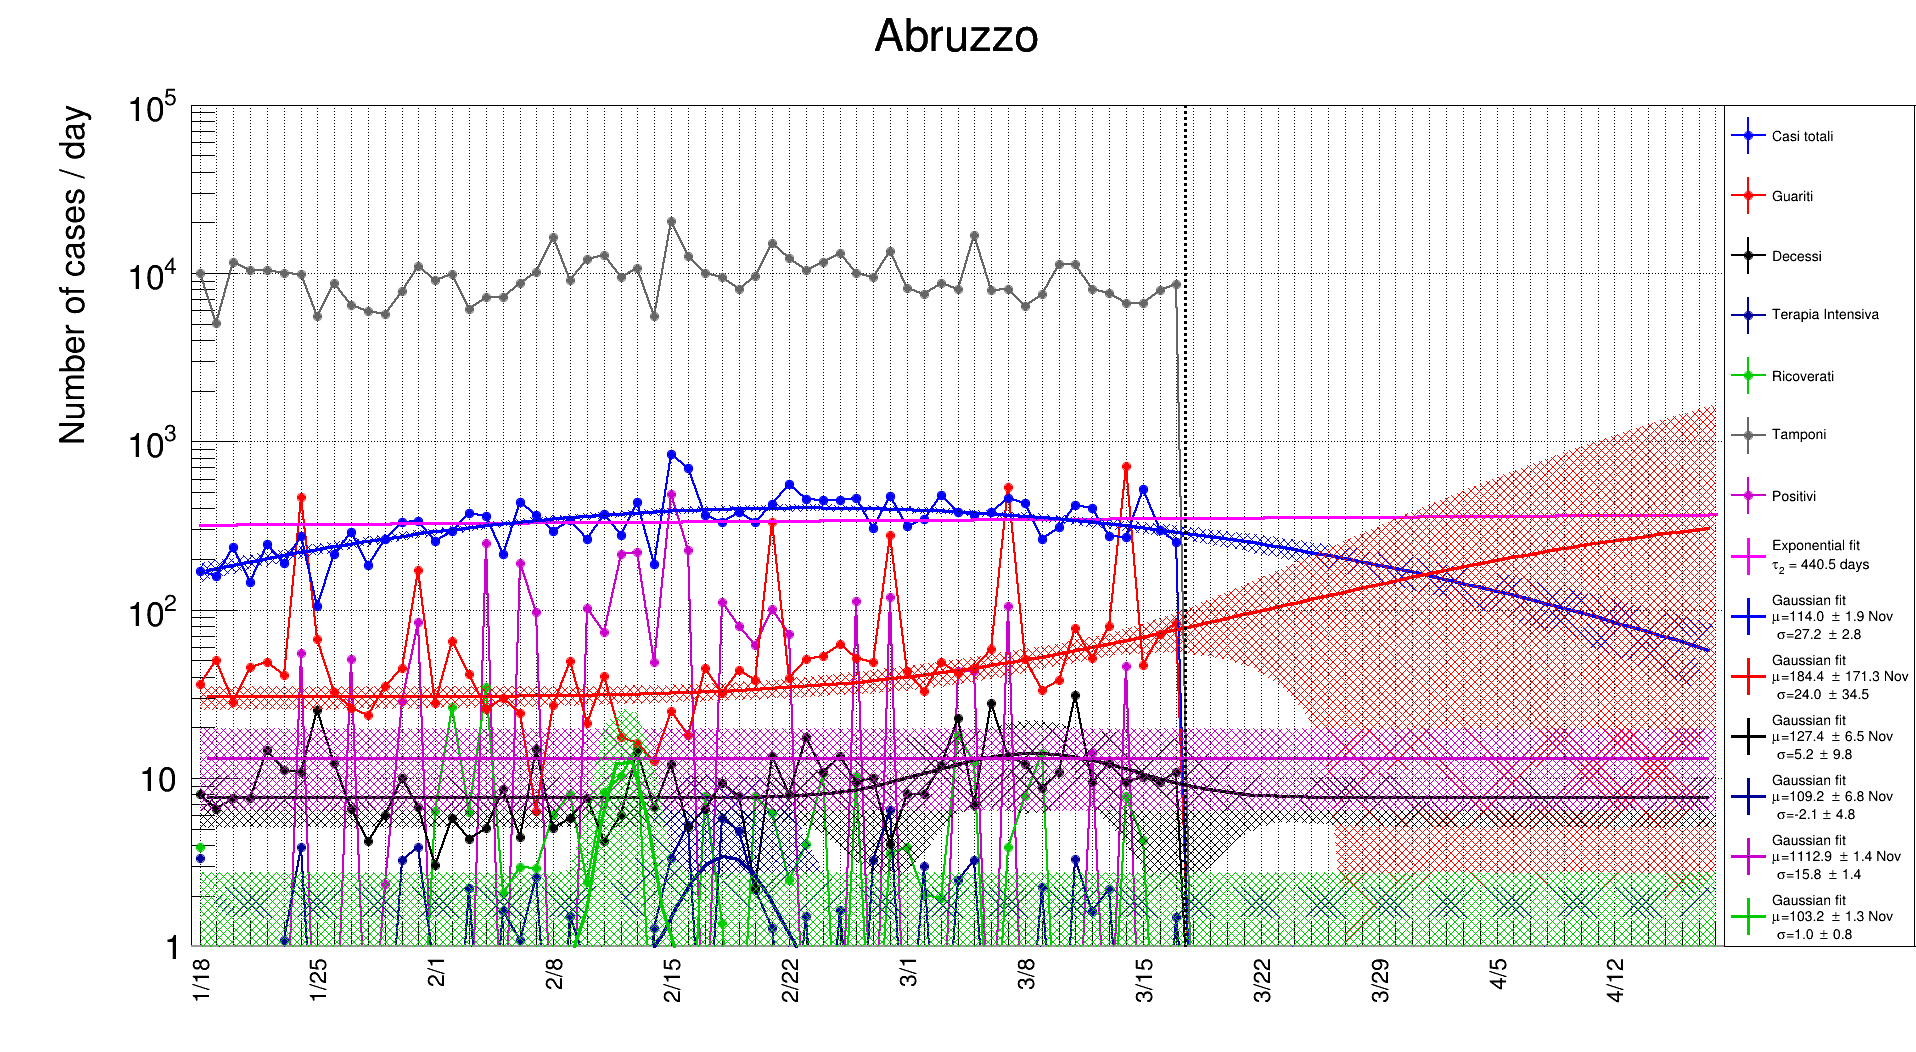 Abruzzo
Number of cases / day
10^5
10^4
10^3
10^2
10
1
1/18
1/25
2/1
2/8
2/15
2/22
3/1
3/8
3/15
3/22
3/29
4/5
4/12
Casi totali
Guariti
Decessi
Terapia Intensiva
Ricoverati
Tamponi
Positivi
Exponential fit
τ₂ = 440.5 days
Gaussian fit
μ=114.0 ± 1.9 Nov
σ=27.2 ± 2.8
Gaussian fit
μ=184.4 ± 171.3 Nov
σ=24.0 ± 34.5
Gaussian fit
μ=127.4 ± 6.5 Nov
σ=5.2 ± 9.8
Gaussian fit
μ=109.2 ± 6.8 Nov
σ=-2.1 ± 4.8
Gaussian fit
μ=1112.9 ± 1.4 Nov
σ=15.8 ± 1.4
Gaussian fit
μ=103.2 ± 1.3 Nov
σ=1.0 ± 0.8